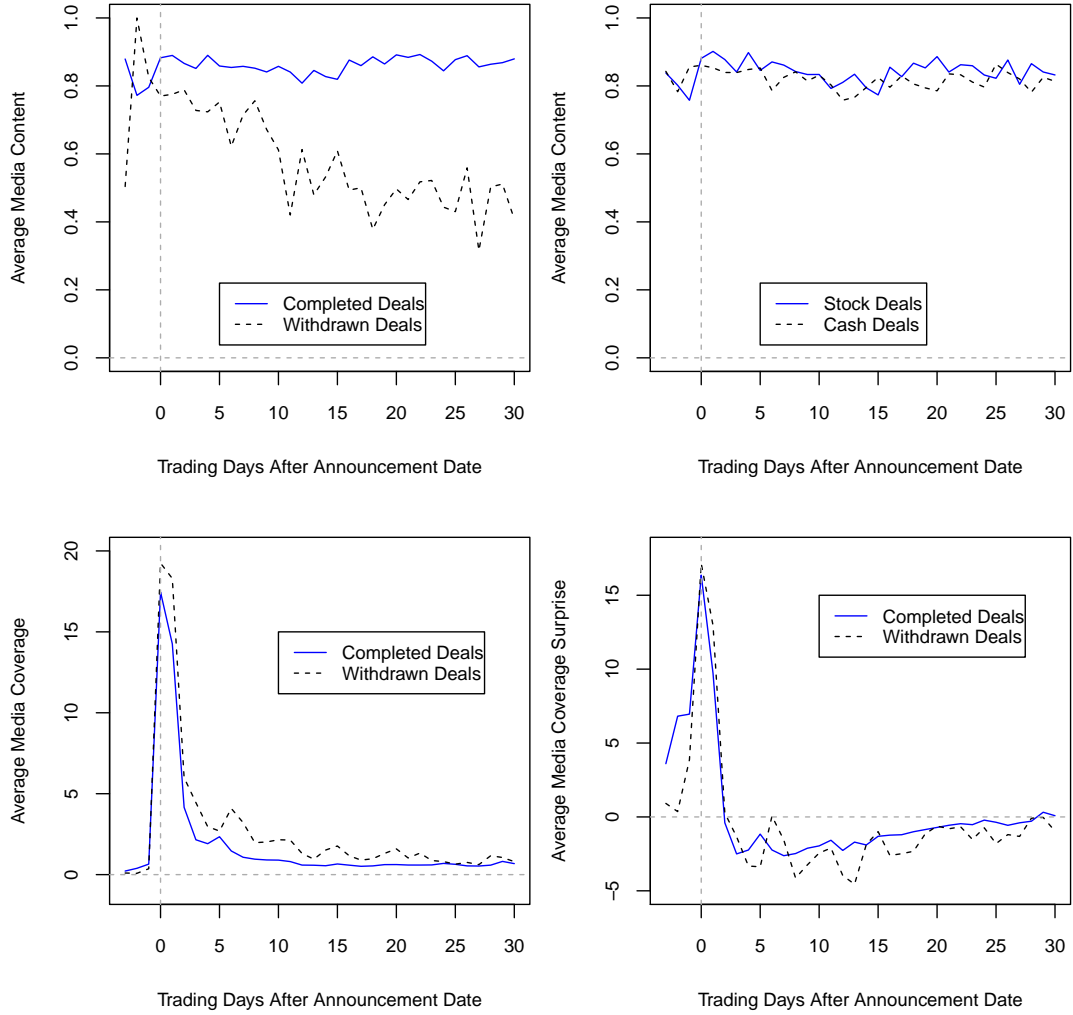 Average Media Content
0.0 0.2 0.4 0.6 0.8 1.0
Completed Deals
Withdrawn Deals
0 5 10 15 20 25 30
Trading Days After Announcement Date
Average Media Content
0.0 0.2 0.4 0.6 0.8 1.0
Stock Deals
Cash Deals
0 5 10 15 20 25 30
Trading Days After Announcement Date
Average Media Coverage
0 5 10 15 20
Completed Deals
Withdrawn Deals
0 5 10 15 20 25 30
Trading Days After Announcement Date
Average Media Coverage Surprise
−5 0 5 10 15
Completed Deals
Withdrawn Deals
0 5 10 15 20 25 30
Trading Days After Announcement Date